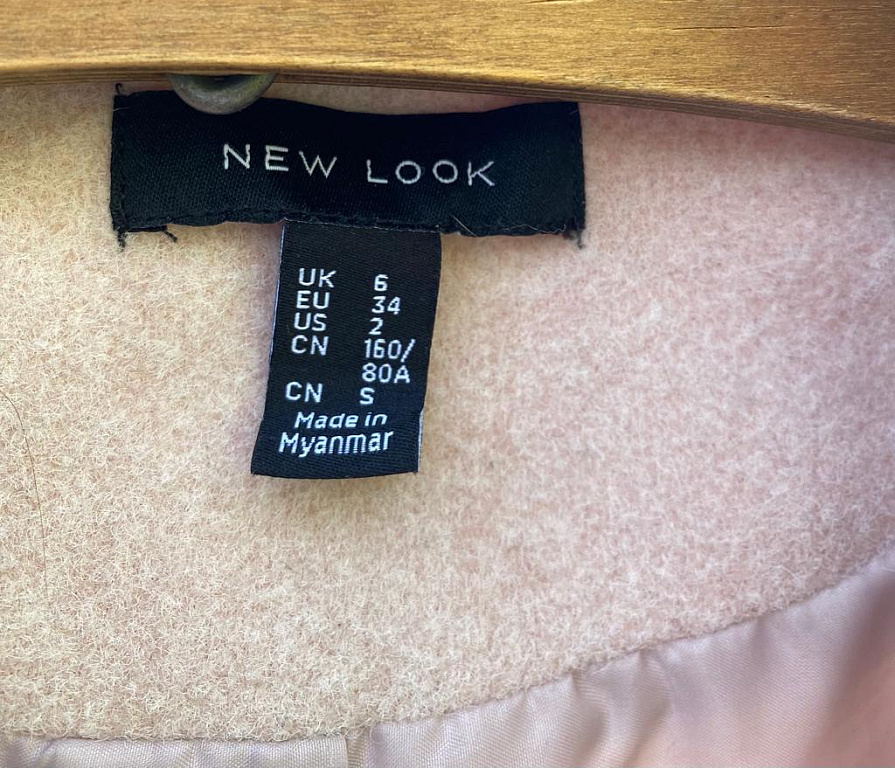 NEW LOOK
UK 6
EU 34
US 2
CN 160/
80A
CN S
Made in
Myanmar